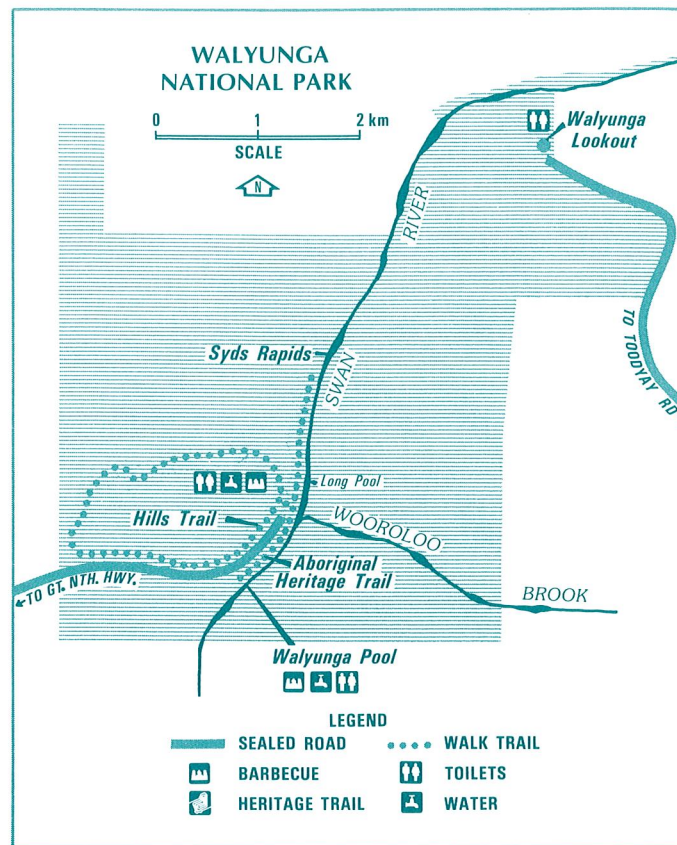 WALYUNGA
NATIONAL PARK
0 1 2 km
SCALE
N
Walyunga
Lookout
RIVER
TO TOODYAY RD
Syds Rapids
SWAN
Long Pool
Hills Trail
WOOROLOO
Aboriginal
Heritage Trail
←TO GT. NTH. HWY.
BROOK
Walyunga Pool
LEGEND
SEALED ROAD
WALK TRAIL
BARBECUE
TOILETS
HERITAGE TRAIL
WATER